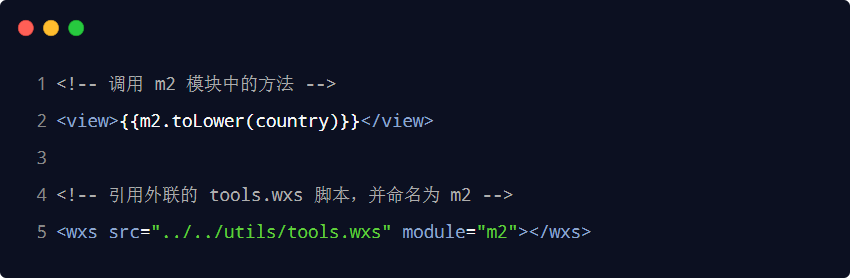 1 <!-- 调用 m2 模块中的方法 -->
2 <view>{{m2.toLower(country)}}</view>
3
4 <!-- 引用外联的 tools.wxs 脚本，并命名为 m2 -->
5 <wxs src="../../utils/tools.wxs" module="m2"></wxs>